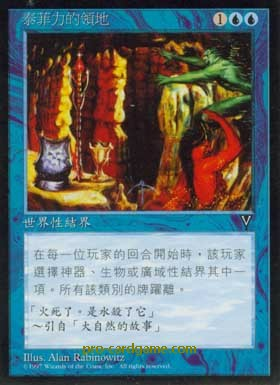 泰菲力的領地
1
世界性結界
V
在每一位玩家的回合開始時，該玩家
選擇神器、生物或廣域性結界其中一
項。所有該類別的牌躍離。
「火死了。是水殺了它」
～引自「大自然的故事」
pro-cardgame.com
Illus. Alan Rabinowitz
©1997 Wizards of the Coast, Inc. All rights reserved.